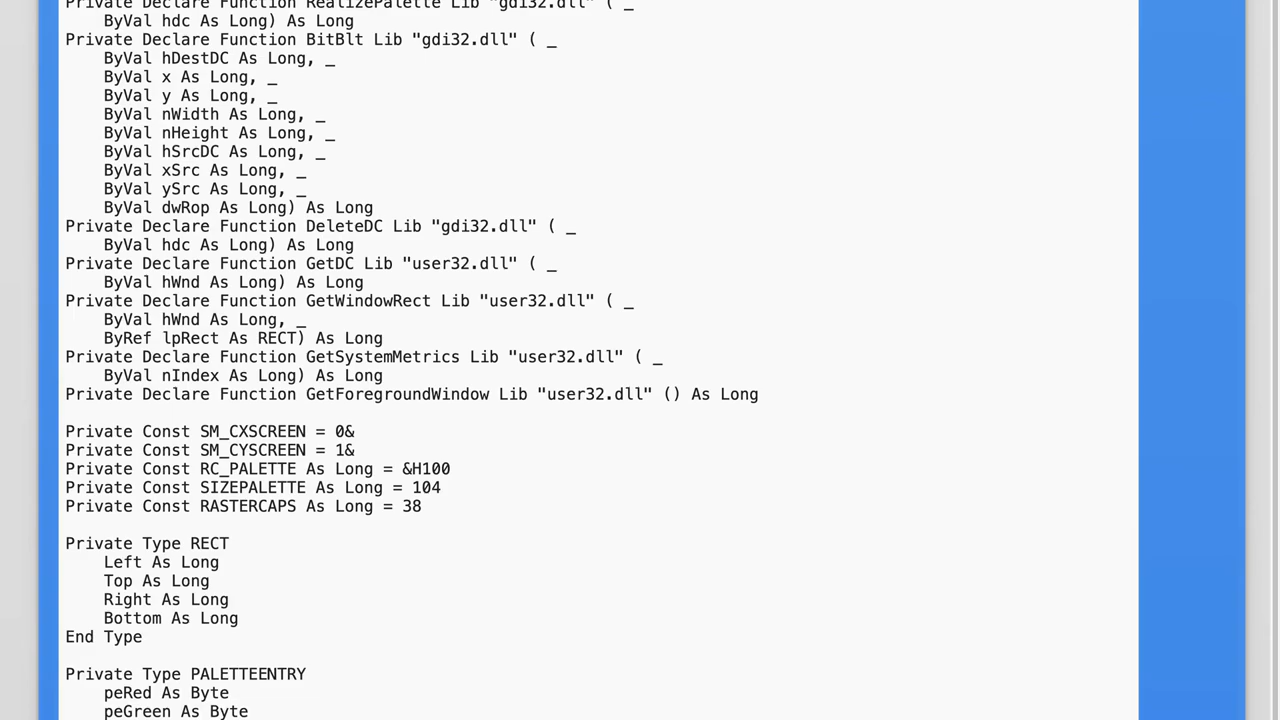 Private Declare Function RealizePalette Lib "gdi32.dll" ( _
    ByVal hdc As Long) As Long
Private Declare Function BitBlt Lib "gdi32.dll" ( _
    ByVal hDestDC As Long, _
    ByVal x As Long, _
    ByVal y As Long, _
    ByVal nWidth As Long, _
    ByVal nHeight As Long, _
    ByVal hSrcDC As Long, _
    ByVal xSrc As Long, _
    ByVal ySrc As Long, _
    ByVal dwRop As Long) As Long
Private Declare Function DeleteDC Lib "gdi32.dll" ( _
    ByVal hdc As Long) As Long
Private Declare Function GetDC Lib "user32.dll" ( _
    ByVal hWnd As Long) As Long
Private Declare Function GetWindowRect Lib "user32.dll" ( _
    ByVal hWnd As Long, _
    ByRef lpRect As RECT) As Long
Private Declare Function GetSystemMetrics Lib "user32.dll" ( _
    ByVal nIndex As Long) As Long
Private Declare Function GetForegroundWindow Lib "user32.dll" () As Long

Private Const SM_CXSCREEN = 0&
Private Const SM_CYSCREEN = 1&
Private Const RC_PALETTE As Long = &H100
Private Const SIZEPALETTE As Long = 104
Private Const RASTERCAPS As Long = 38

Private Type RECT
    Left As Long
    Top As Long
    Right As Long
    Bottom As Long
End Type

Private Type PALETTEENTRY
    peRed As Byte
    peGreen As Byte